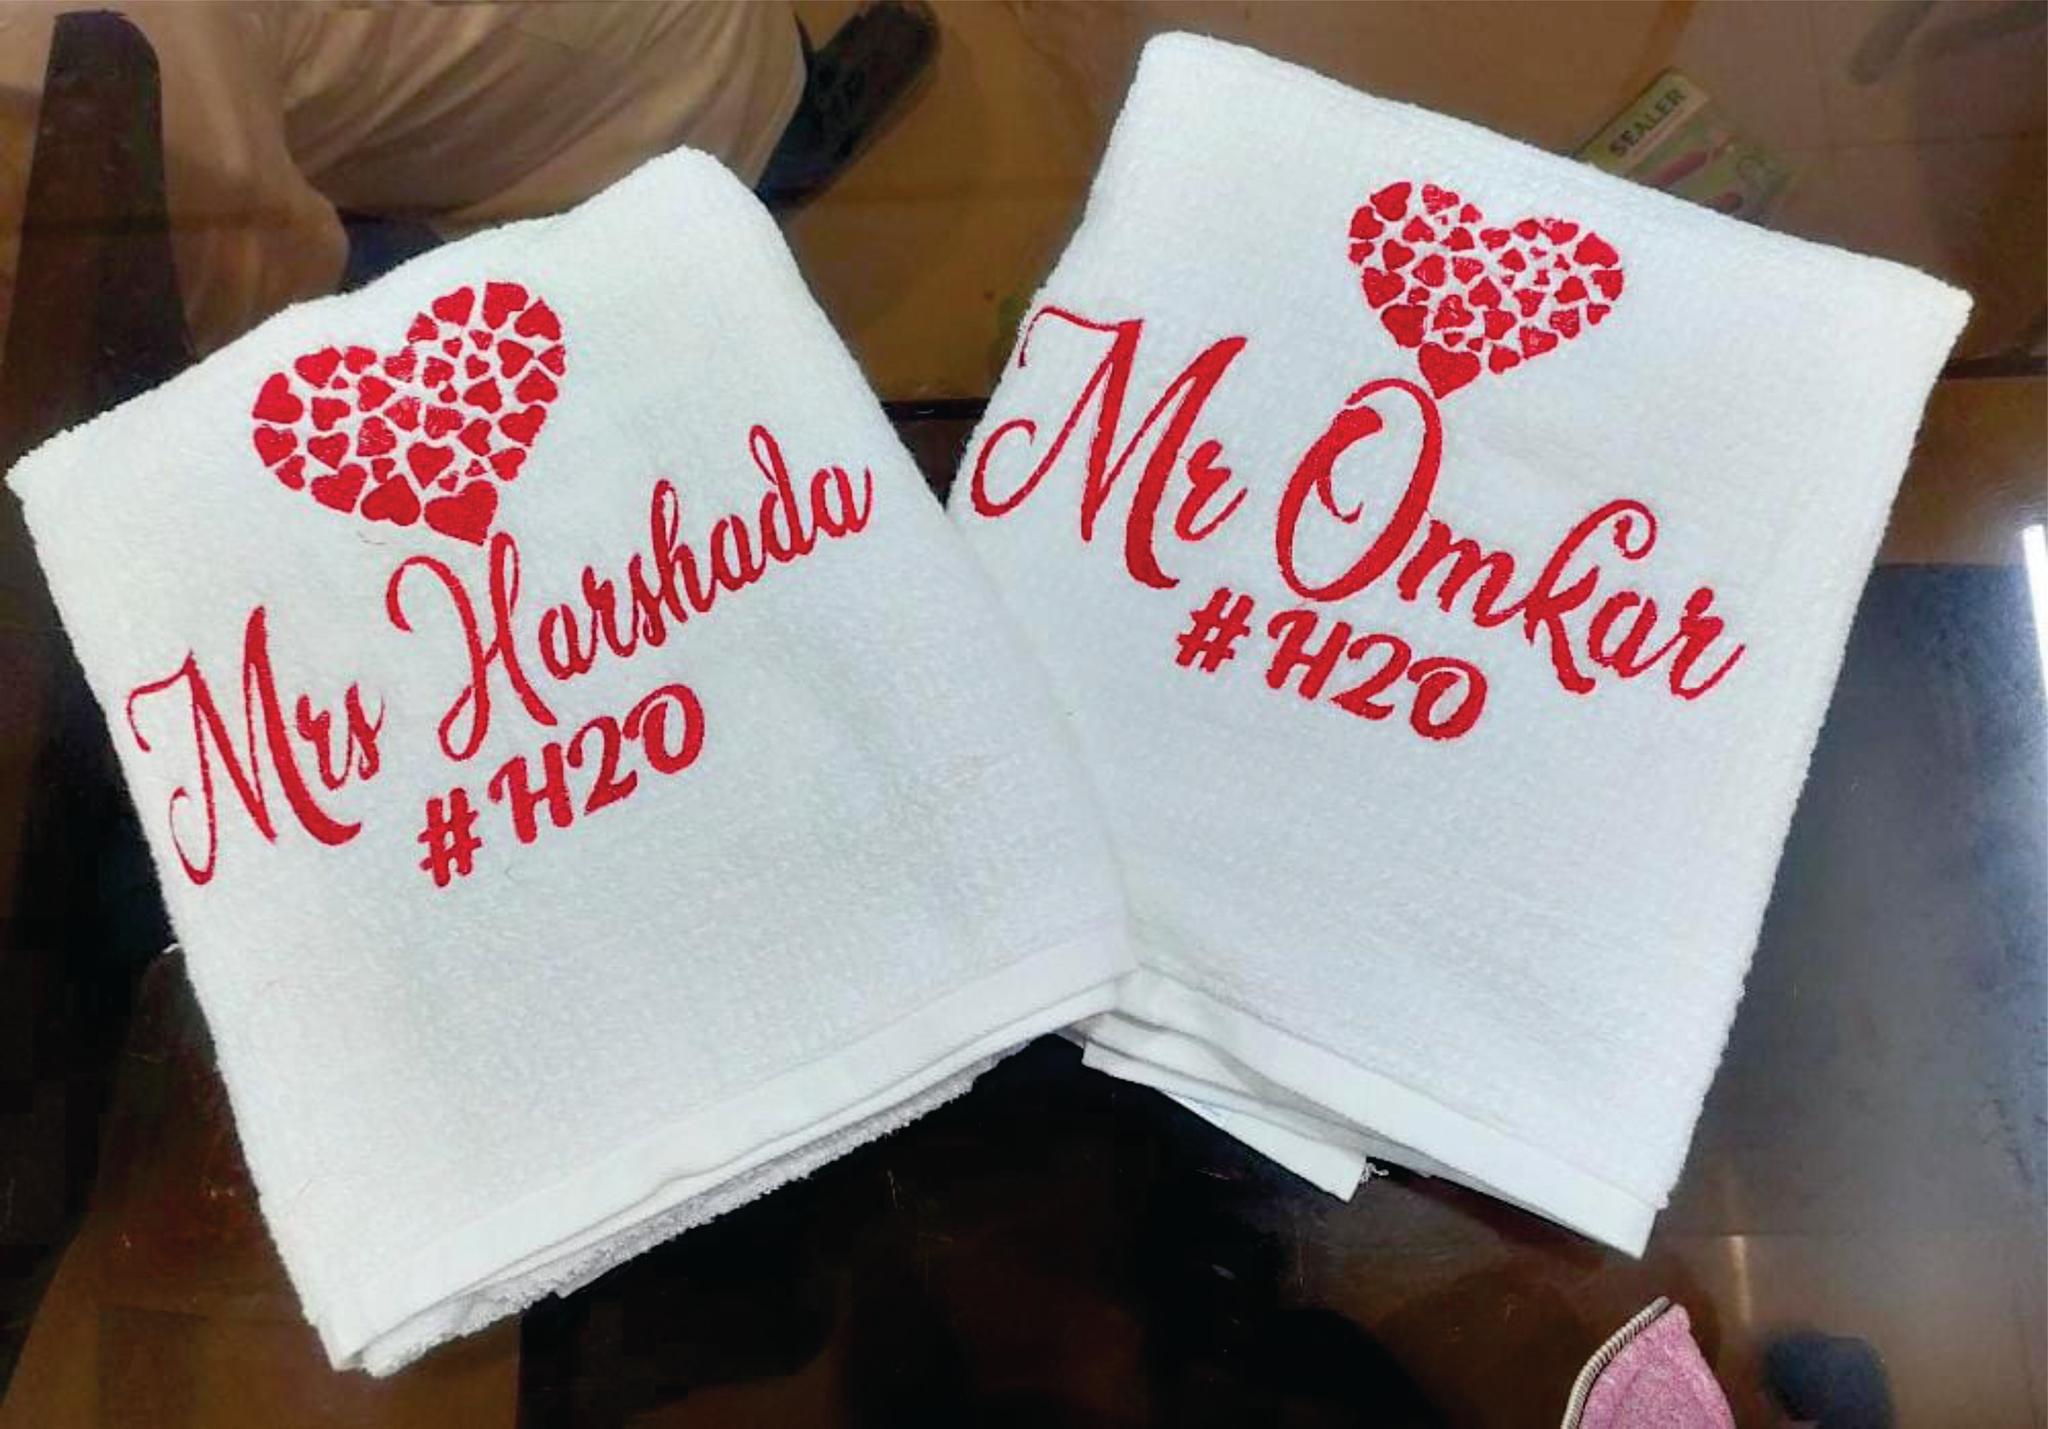 Mrs Harshada
#H2O
Mr Omkar
#H2O
SEALER